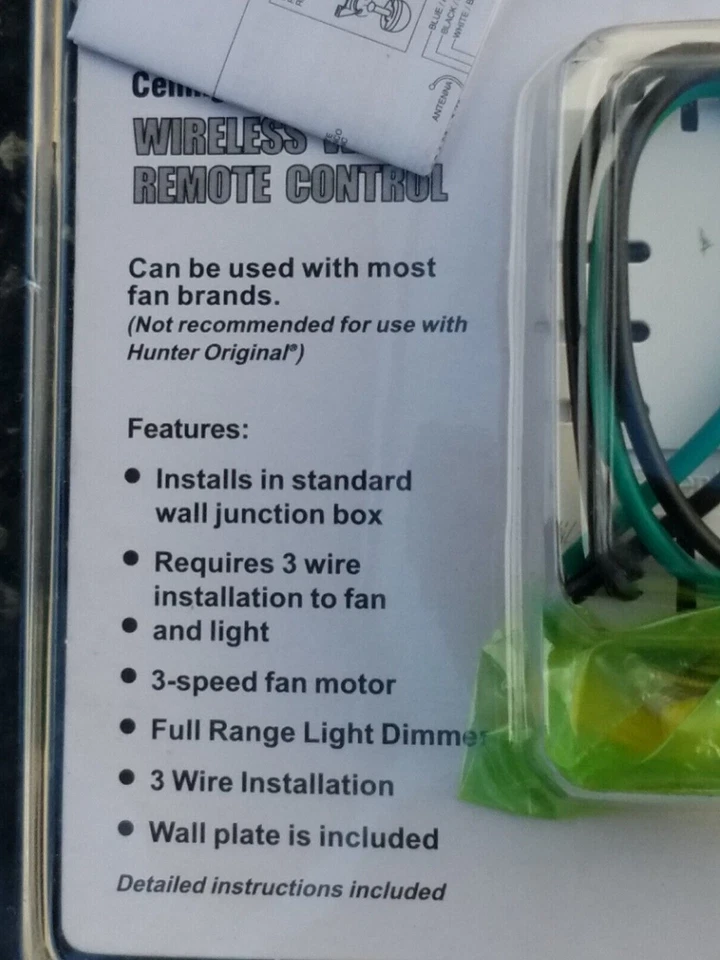 BLUE /
BLACK /
WHITE / B
ANTENNA
WIRELESS
REMOTE CONTROL
Can be used with most
fan brands.
(Not recommended for use with
Hunter Original®)
Features:
● Installs in standard
wall junction box
● Requires 3 wire
installation to fan
● and light
● 3-speed fan motor
● Full Range Light Dimmer
● 3 Wire Installation
● Wall plate is included
Detailed instructions included